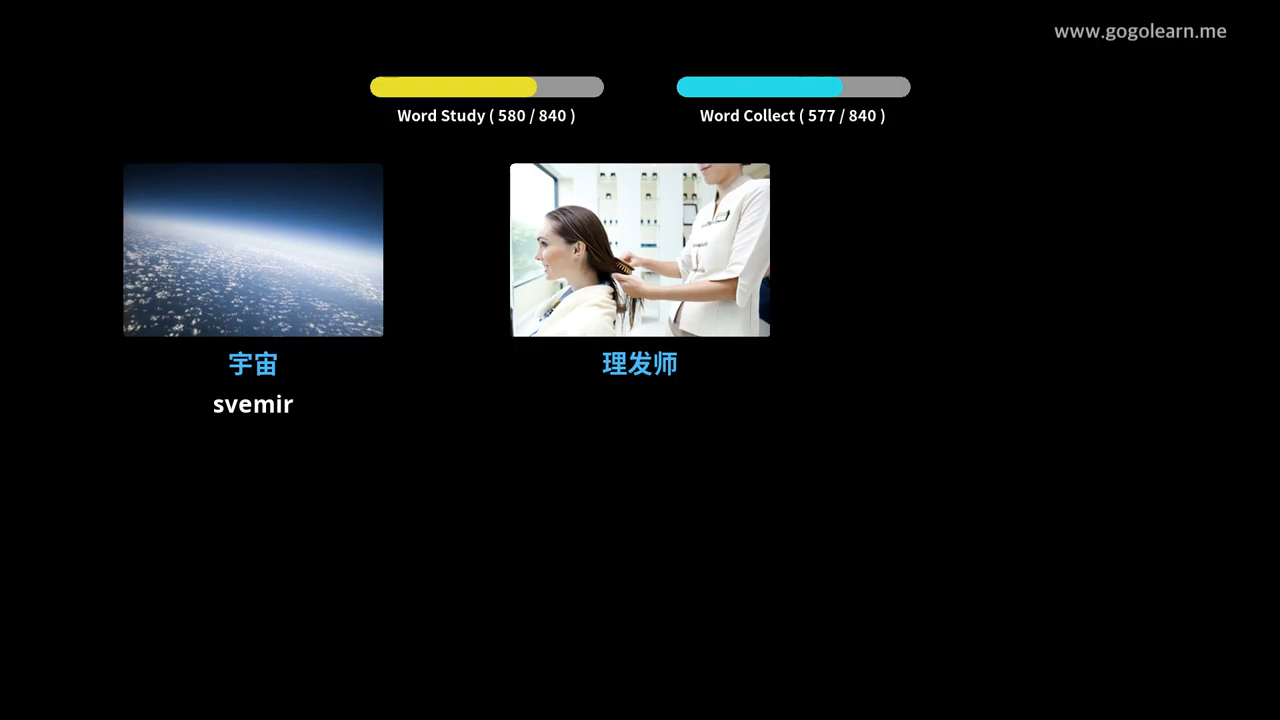 www.gogolearn.me
Word Study ( 580 / 840 )
Word Collect ( 577 / 840 )
宇宙
理发师
svemir